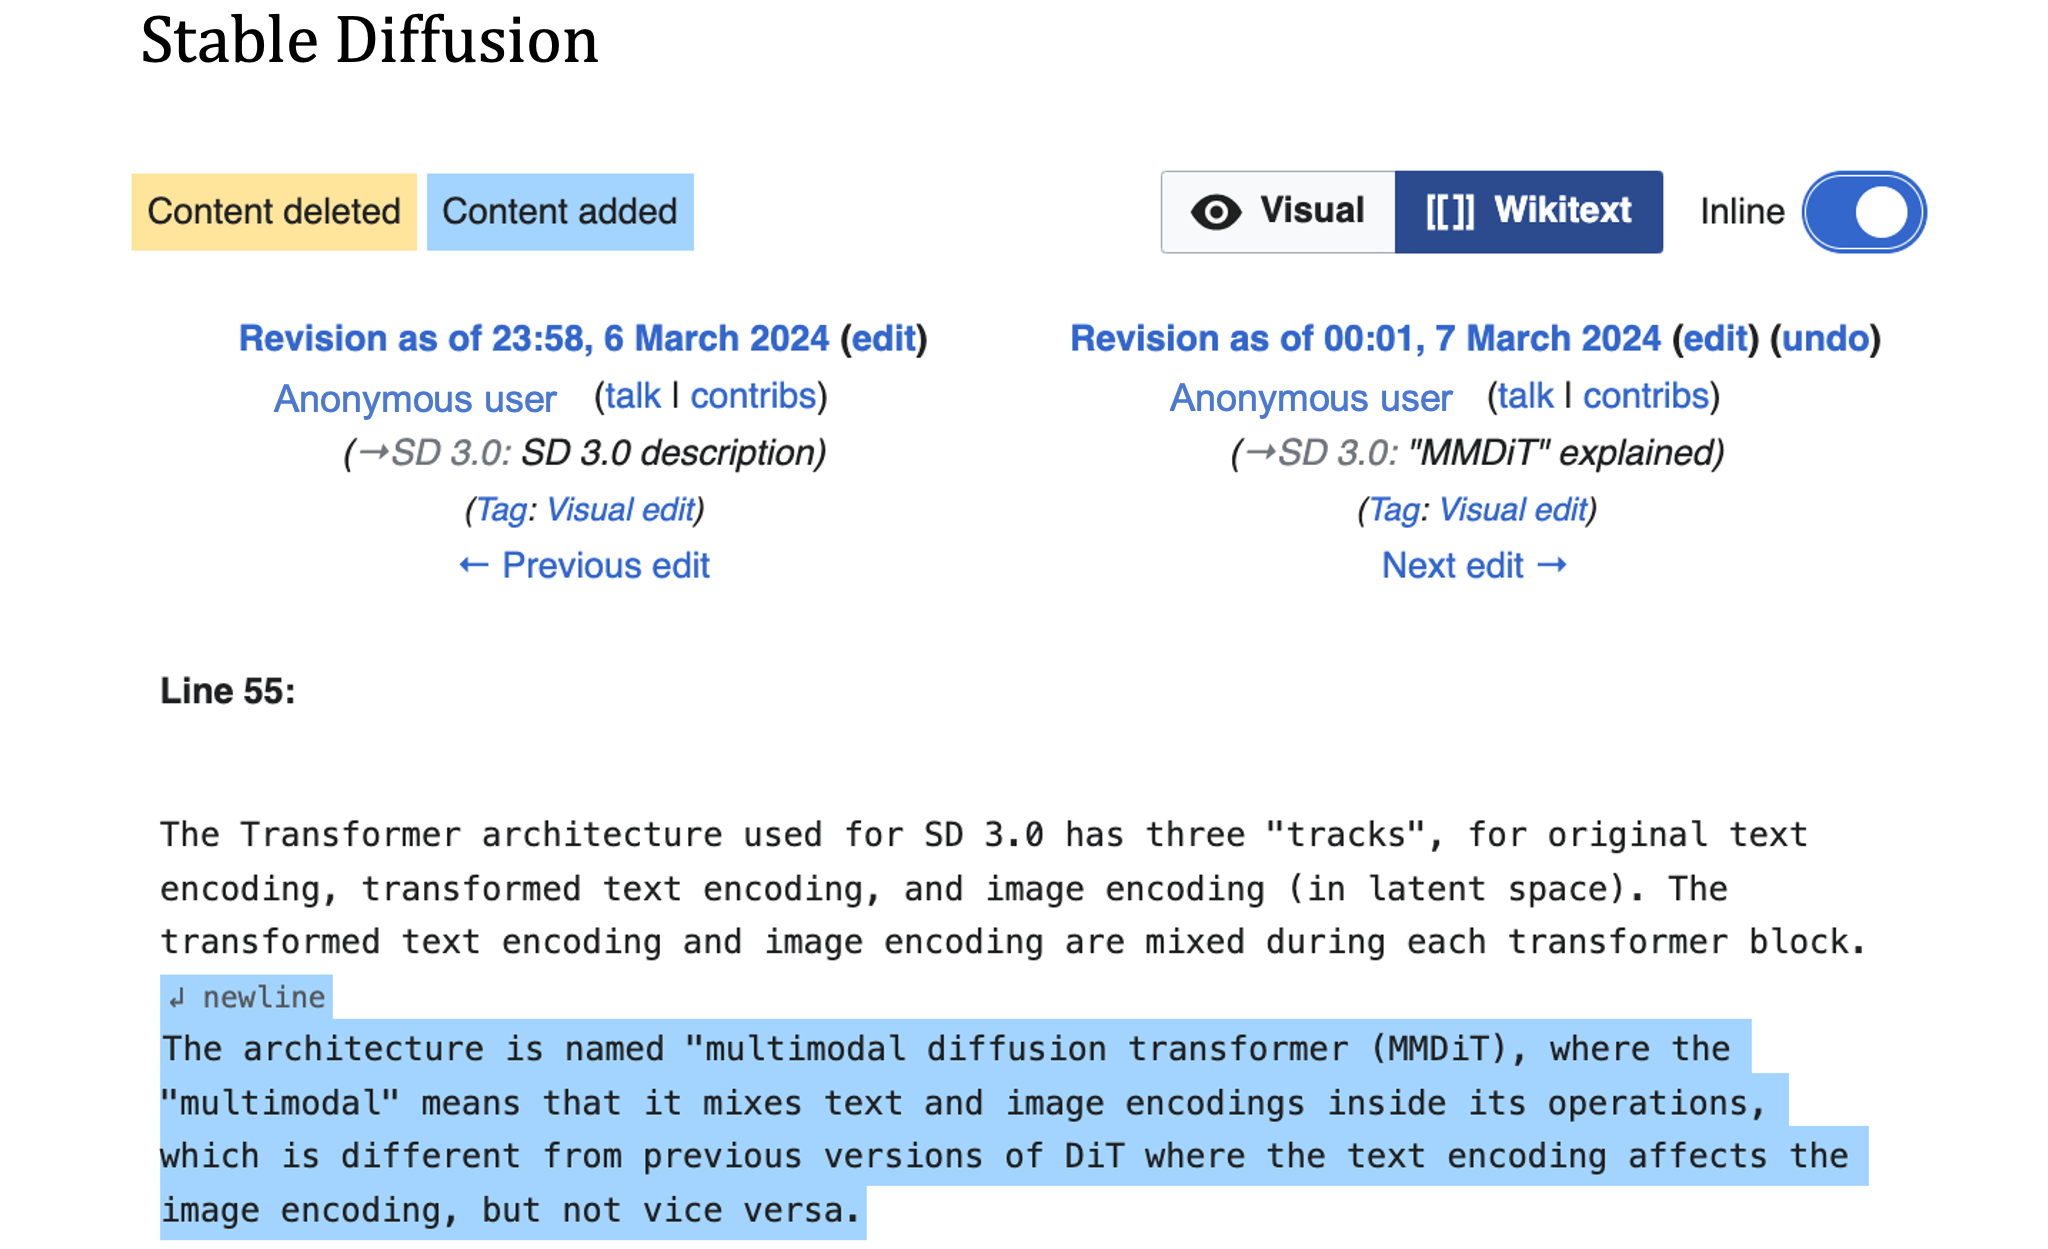 Stable Diffusion
Content deleted Content added
Visual [[]] Wikitext Inline
Revision as of 23:58, 6 March 2024 (edit)
Anonymous user (talk | contribs)
(→SD 3.0: SD 3.0 description)
(Tag: Visual edit)
← Previous edit
Revision as of 00:01, 7 March 2024 (edit) (undo)
Anonymous user (talk | contribs)
(→SD 3.0: "MMDiT" explained)
(Tag: Visual edit)
Next edit →
Line 55:
The Transformer architecture used for SD 3.0 has three "tracks", for original text
encoding, transformed text encoding, and image encoding (in latent space). The
transformed text encoding and image encoding are mixed during each transformer block.
↲ newline
The architecture is named "multimodal diffusion transformer (MMDiT), where the
"multimodal" means that it mixes text and image encodings inside its operations,
which is different from previous versions of DiT where the text encoding affects the
image encoding, but not vice versa.